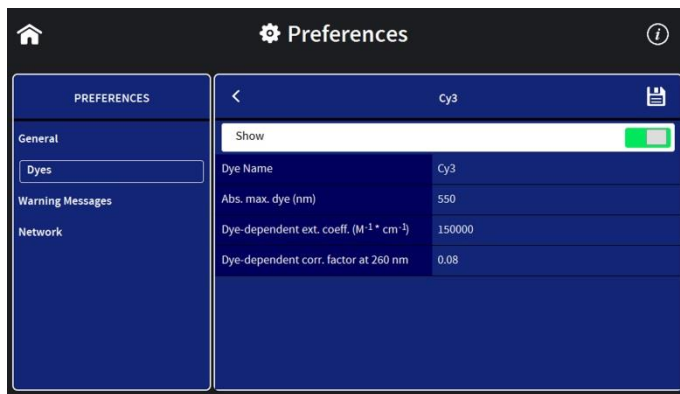 Preferences
PREFERENCES
General
Dyes
Warning Messages
Network
Cy3
Show
Dye Name Cy3
Abs. max. dye (nm) 550
Dye-dependent ext. coeff. (M⁻¹ * cm⁻¹) 150000
Dye-dependent corr. factor at 260 nm 0.08